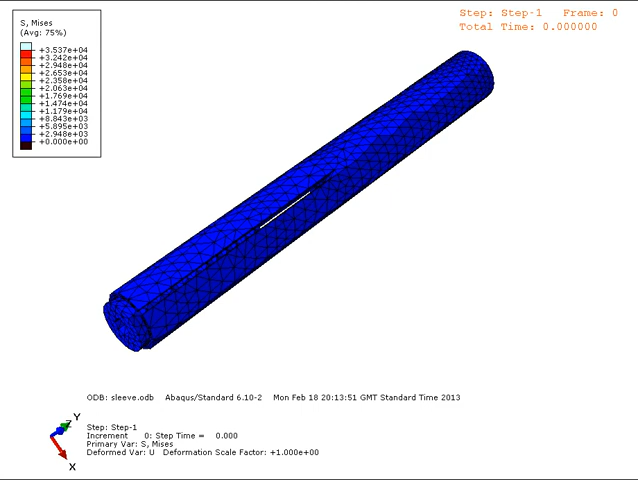 S, Mises
(Avg: 75%)
+3.537e+04
+3.242e+04
+2.948e+04
+2.653e+04
+2.358e+04
+2.063e+04
+1.769e+04
+1.474e+04
+1.179e+04
+8.843e+03
+5.895e+03
+2.948e+03
+0.000e+00
Step: Step-1 Frame: 0
Total Time: 0.000000
ODB: sleeve.odb Abaqus/Standard 6.10-2 Mon Feb 18 20:13:51 GMT Standard Time 2013
Y
Z
X
Step: Step-1
Increment 0: Step Time = 0.000
Primary Var: S, Mises
Deformed Var: U Deformation Scale Factor: +1.000e+00